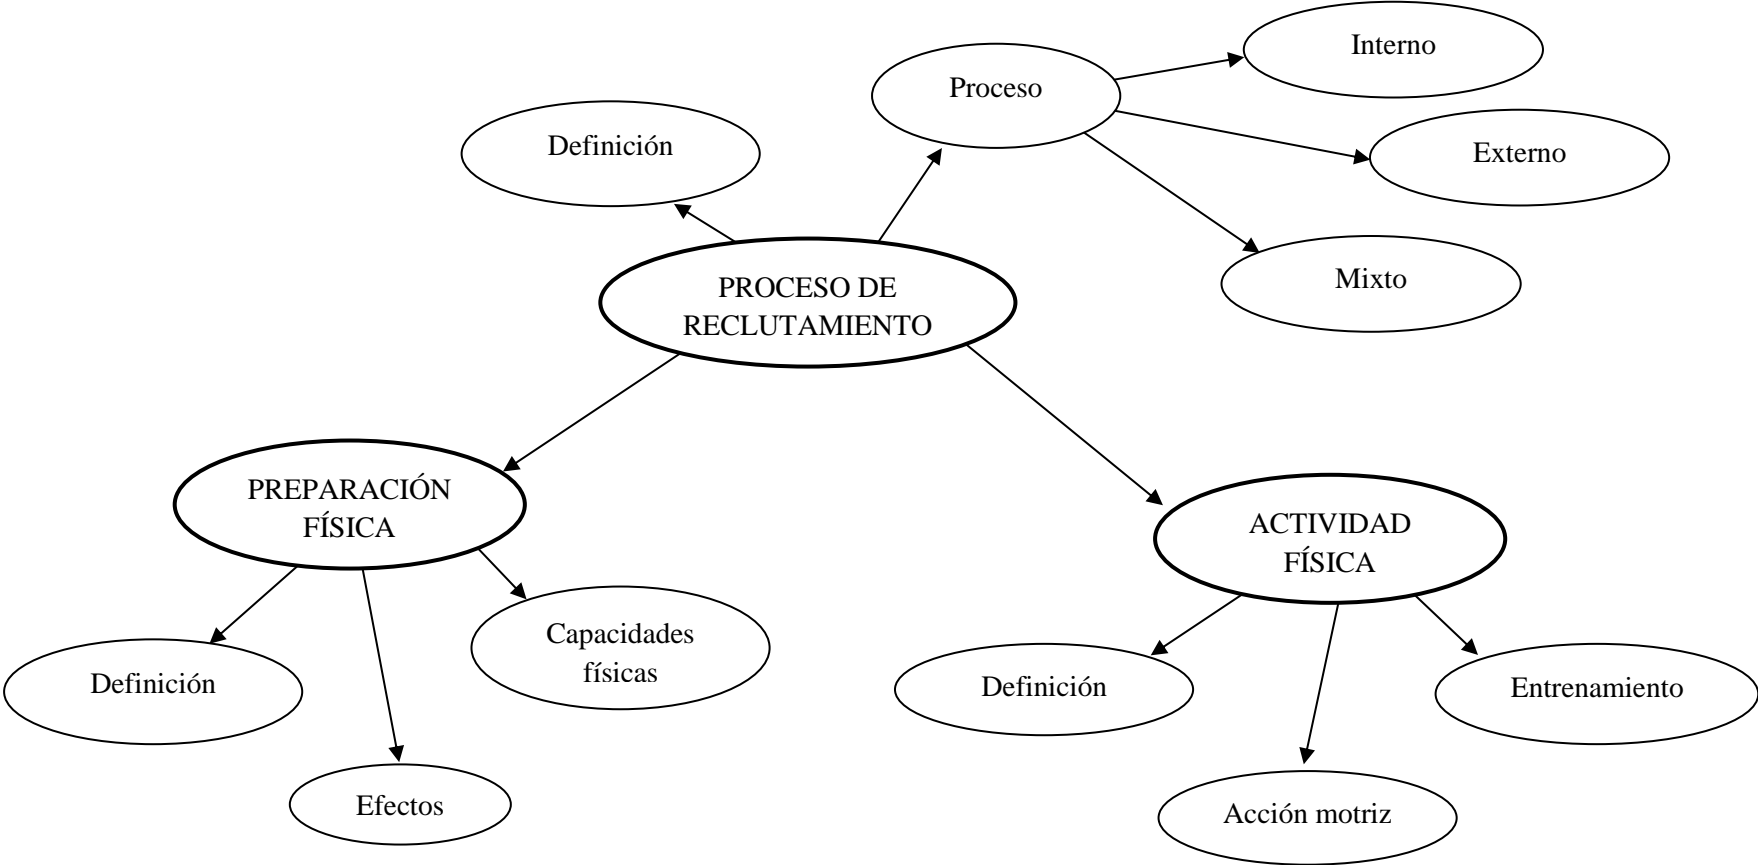 Interno
Proceso
Definición
Externo
Mixto
PROCESO DE
RECLUTAMIENTO
PREPARACIÓN
FÍSICA
ACTIVIDAD
FÍSICA
Capacidades
físicas
Definición
Definición
Entrenamiento
Efectos
Acción motriz